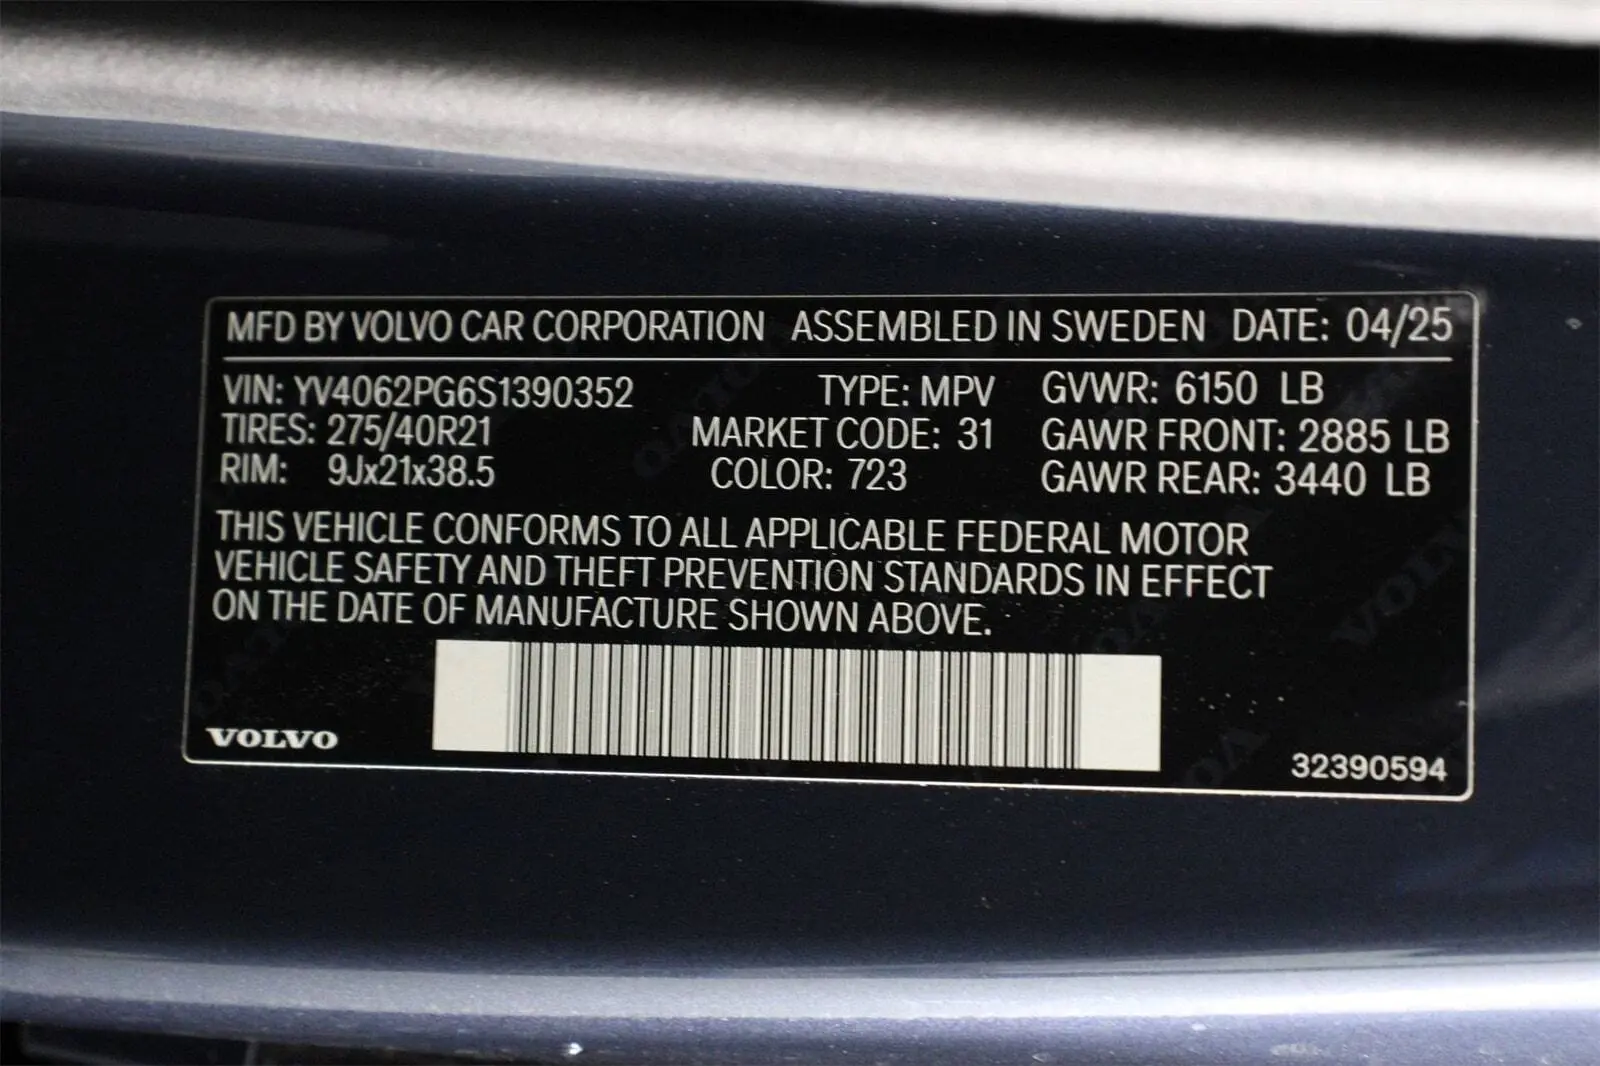 MFD BY VOLVO CAR CORPORATION ASSEMBLED IN SWEDEN DATE: 04/25
VIN: YV4062PG6S1390352 TYPE: MPV GVWR: 6150 LB
TIRES: 275/40R21 MARKET CODE: 31 GAWR FRONT: 2885 LB
RIM: 9Jx21x38.5 COLOR: 723 GAWR REAR: 3440 LB
THIS VEHICLE CONFORMS TO ALL APPLICABLE FEDERAL MOTOR
VEHICLE SAFETY AND THEFT PREVENTION STANDARDS IN EFFECT
ON THE DATE OF MANUFACTURE SHOWN ABOVE.
VOLVO 32390594